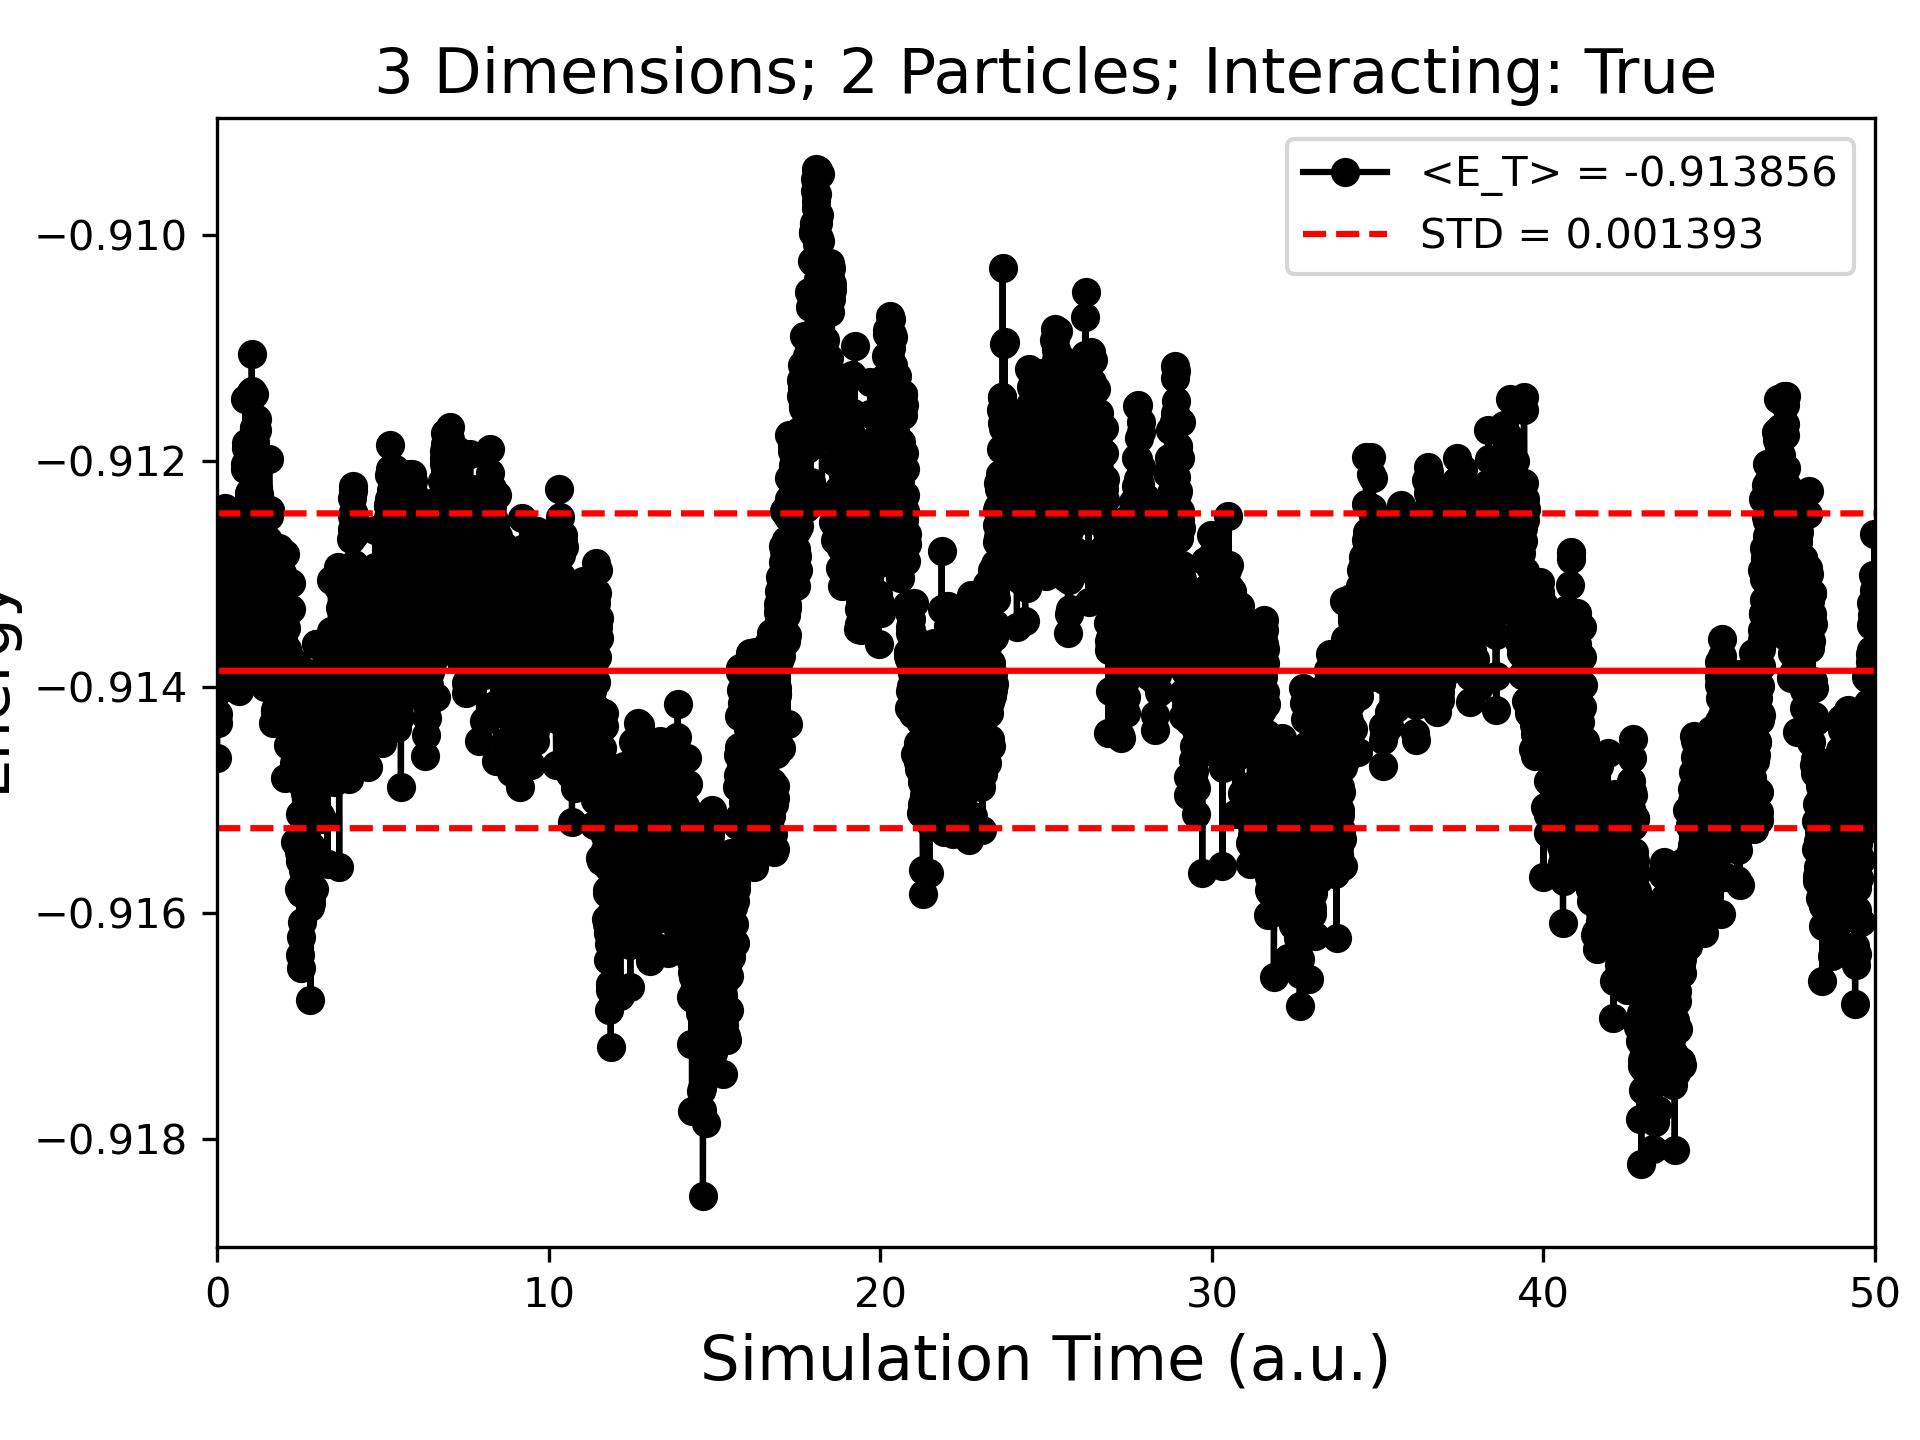 3 Dimensions; 2 Particles; Interacting: True
<E_T> = -0.913856
STD = 0.001393
−0.910
−0.912
−0.914
−0.916
−0.918
Energy
0 10 20 30 40 50
Simulation Time (a.u.)